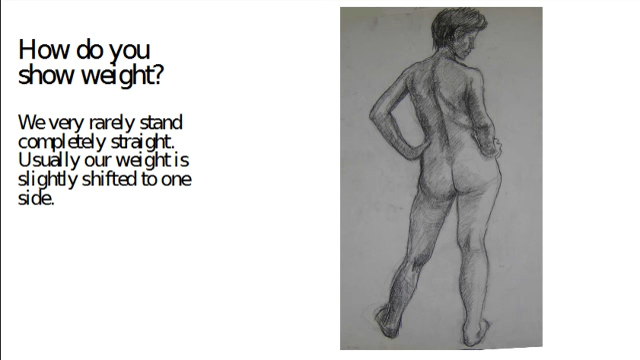 How do you
show weight?
We very rarely stand
completely straight.
Usually our weight is
slightly shifted to one
side.